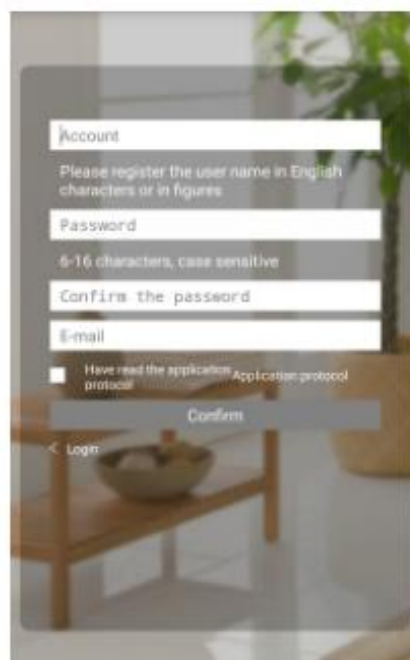 Account
Please register the user name in English
characters or in figures
Password
6-16 characters, case sensitive
Confirm the password
E-mail
Have read the application
protocol
Application protocol
Confirm
< Login